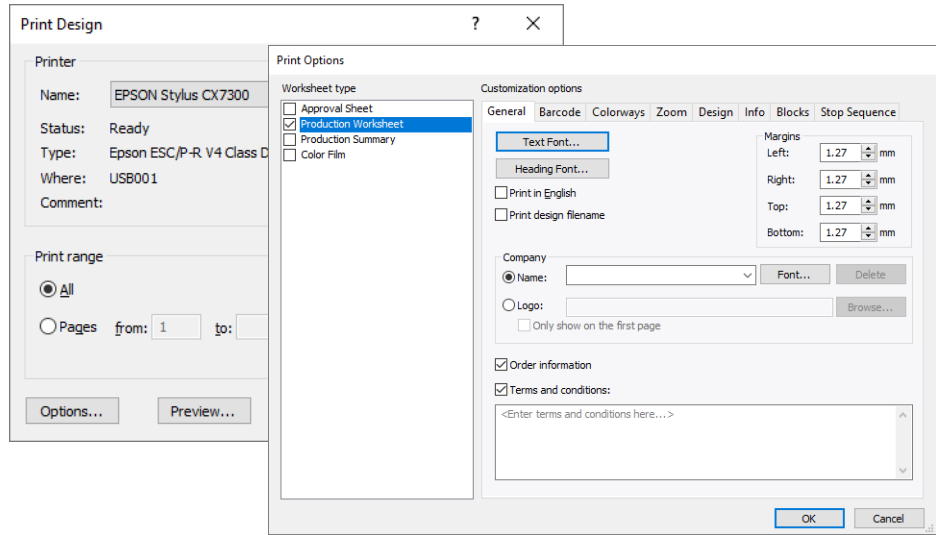 Print Design
?
Printer
Name: EPSON Stylus CX7300
Status: Ready
Type: Epson ESC/P-R V4 Class D
Where: USB001
Comment:
Print range
All
Pages from: 1 to:
Options... Preview...
Print Options
Worksheet type
Approval Sheet
Production Worksheet
Production Summary
Color Film
Customization options
General Barcode Colorways Zoom Design Info Blocks Stop Sequence
Text Font...
Heading Font...
Print in English
Print design filename
Margins
Left: 1.27 mm
Right: 1.27 mm
Top: 1.27 mm
Bottom: 1.27 mm
Company
Name: Font... Delete
Logo: Browse...
Only show on the first page
Order information
Terms and conditions:
<Enter terms and conditions here...>
OK Cancel